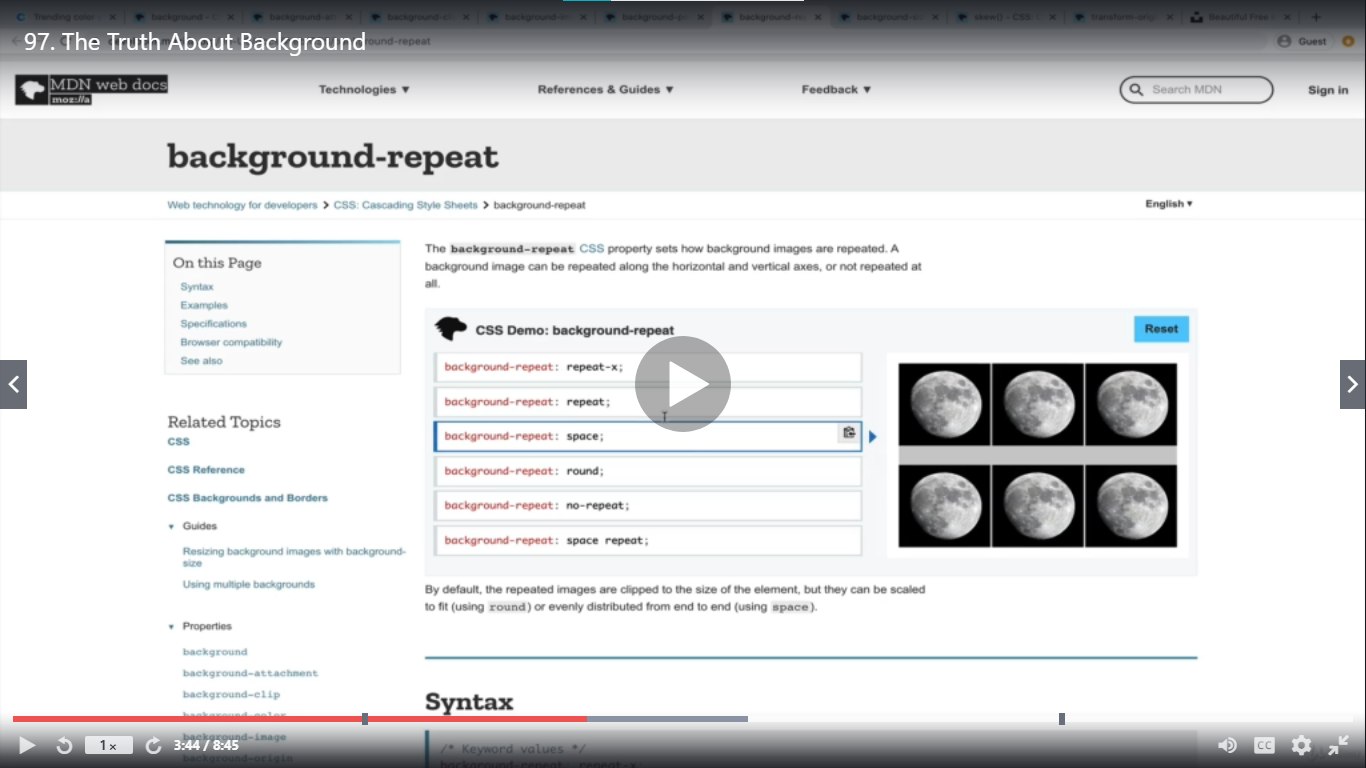 Trending color
background
background-att
background-cl
background-po
background-re
skew() – CSS: C
transform-origi
Beautiful Free
Guest
97. The Truth About Background
ound-repeat
MDN web docs
moz://a
Technologies ▼
References & Guides ▼
Feedback ▼
Search MDN
Sign in
background-repeat
Web technology for developers > CSS: Cascading Style Sheets > background-repeat
English ▼
On this Page
Syntax
Examples
Specifications
Browser compatibility
See also
Related Topics
CSS
CSS Reference
CSS Backgrounds and Borders
▼ Guides
Resizing background images with background-
size
Using multiple backgrounds
▼ Properties
background
background-attachment
background-clip
background-color
background-image
background-origin
The background-repeat CSS property sets how background images are repeated. A
background image can be repeated along the horizontal and vertical axes, or not repeated at
all.
CSS Demo: background-repeat
Reset
background-repeat: repeat-x;
background-repeat: repeat;
background-repeat: space;
background-repeat: round;
background-repeat: no-repeat;
background-repeat: space repeat;
By default, the repeated images are clipped to the size of the element, but they can be scaled
to fit (using round) or evenly distributed from end to end (using space).
Syntax
/* Keyword values */
background-repeat: repeat-x;
1×
3:44 / 8:45
CC